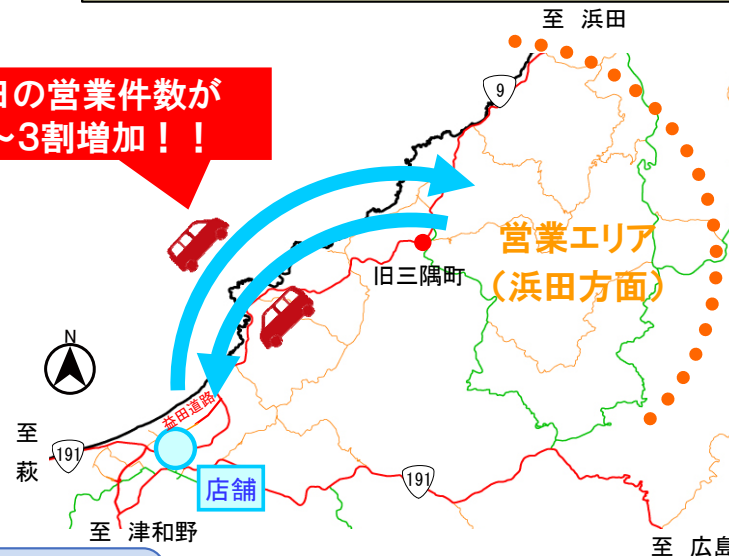 至 浜田
日の営業件数が
～3割増加！！
9
営業エリア
（浜田方面）
旧三隅町
N
益田道路
至
萩
191
店舗
191
至 津和野
至 広島